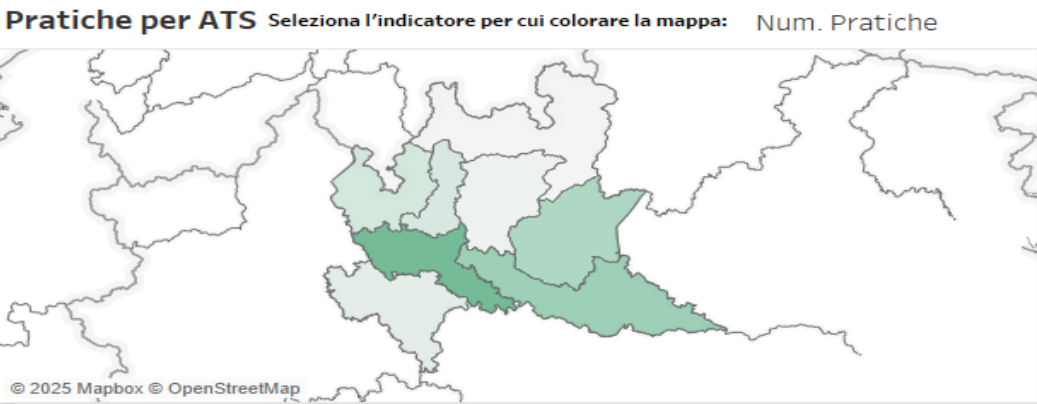 Pratiche per ATS Seleziona l'indicatore per cui colorare la mappa: Num. Pratiche
© 2025 Mapbox © OpenStreetMap